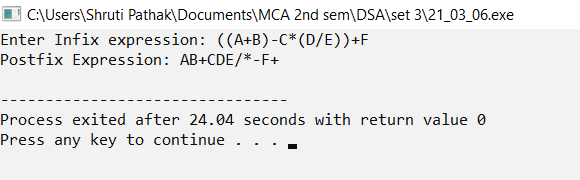 C:\Users\Shruti Pathak\Documents\MCA 2nd sem\DSA\set 3\21_03_06.exe
Enter Infix expression: ((A+B)-C*(D/E))+F
Postfix Expression: AB+CDE/*-F+
--------------------------------
Process exited after 24.04 seconds with return value 0
Press any key to continue . . .